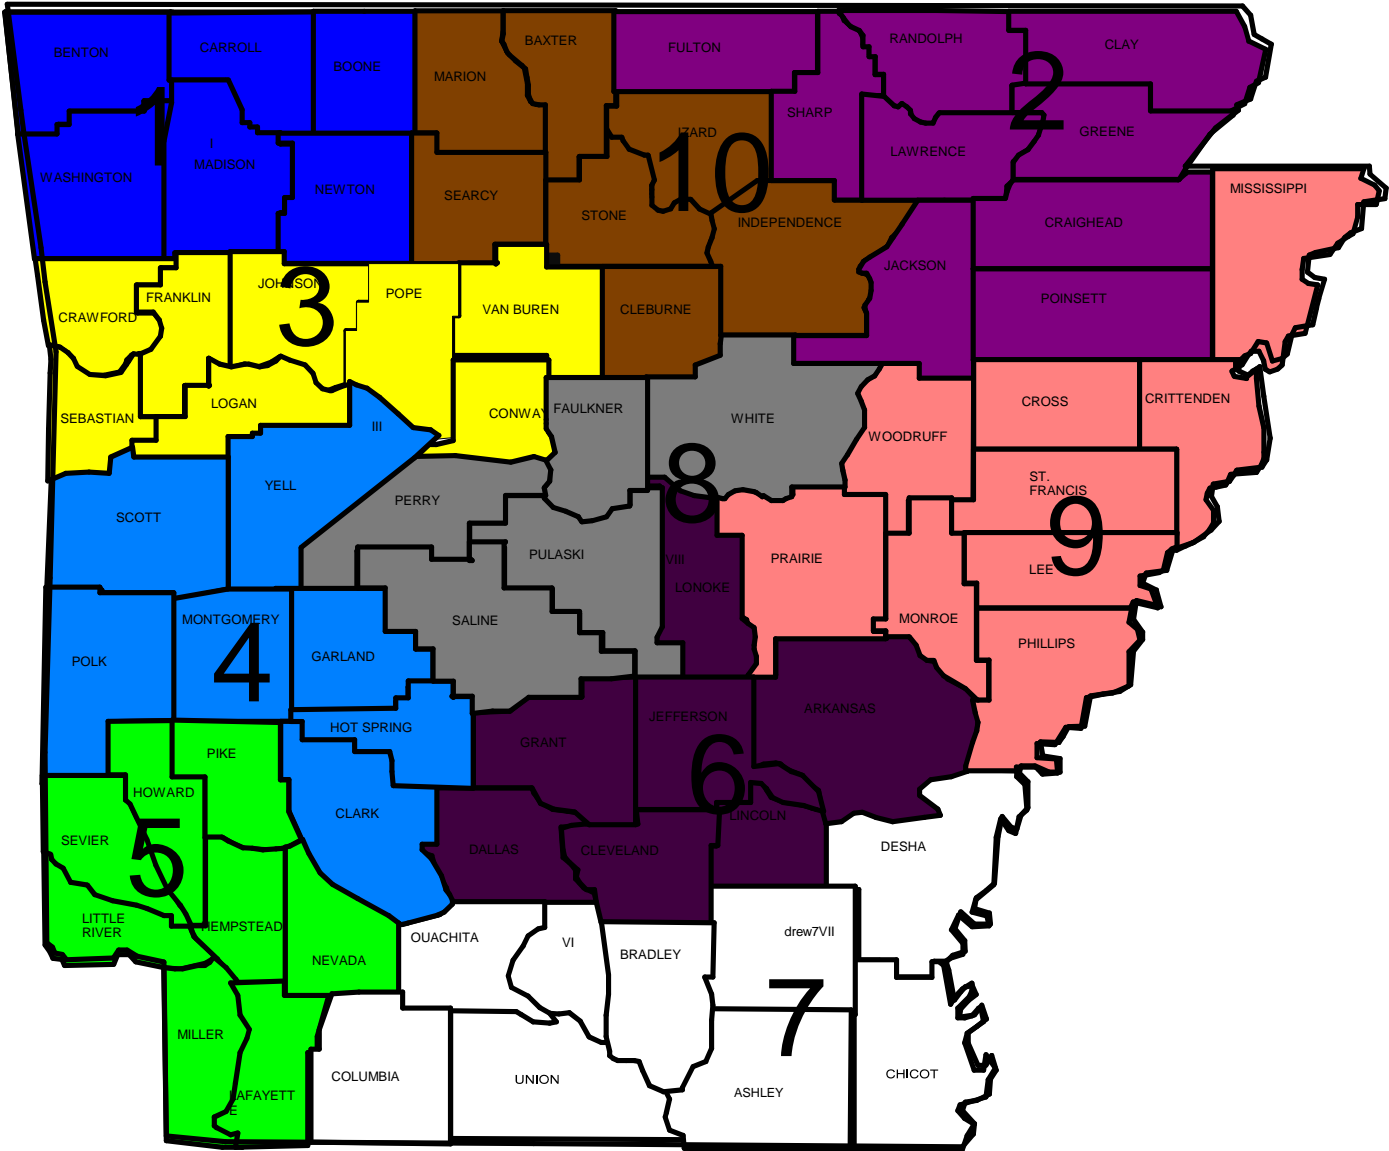 BENTON
CARROLL
BOONE
MARION
BAXTER
FULTON
RANDOLPH
CLAY
1
2
SHARP
IZARD
10
GREENE
LAWRENCE
I
MADISON
WASHINGTON
NEWTON
SEARCY
STONE
INDEPENDENCE
CRAIGHEAD
MISSISSIPPI
JACKSON
CRAWFORD
FRANKLIN
JOHNSON
3
POPE
VAN BUREN
CLEBURNE
POINSETT
SEBASTIAN
LOGAN
III
CONWAY
FAULKNER
WHITE
WOODRUFF
CROSS
CRITTENDEN
YELL
SCOTT
PERRY
8
ST.
FRANCIS
9
PULASKI
VIII
LONOKE
PRAIRIE
LEE
MONTGOMERY
4
GARLAND
SALINE
MONROE
PHILLIPS
POLK
HOT SPRING
GRANT
JEFFERSON
6
ARKANSAS
PIKE
HOWARD
5
SEVIER
CLARK
DALLAS
CLEVELAND
LINCOLN
DESHA
LITTLE
RIVER
HEMPSTEAD
NEVADA
OUACHITA
VI
BRADLEY
drew7VII
7
MILLER
LAFAYETT
E
COLUMBIA
UNION
ASHLEY
CHICOT